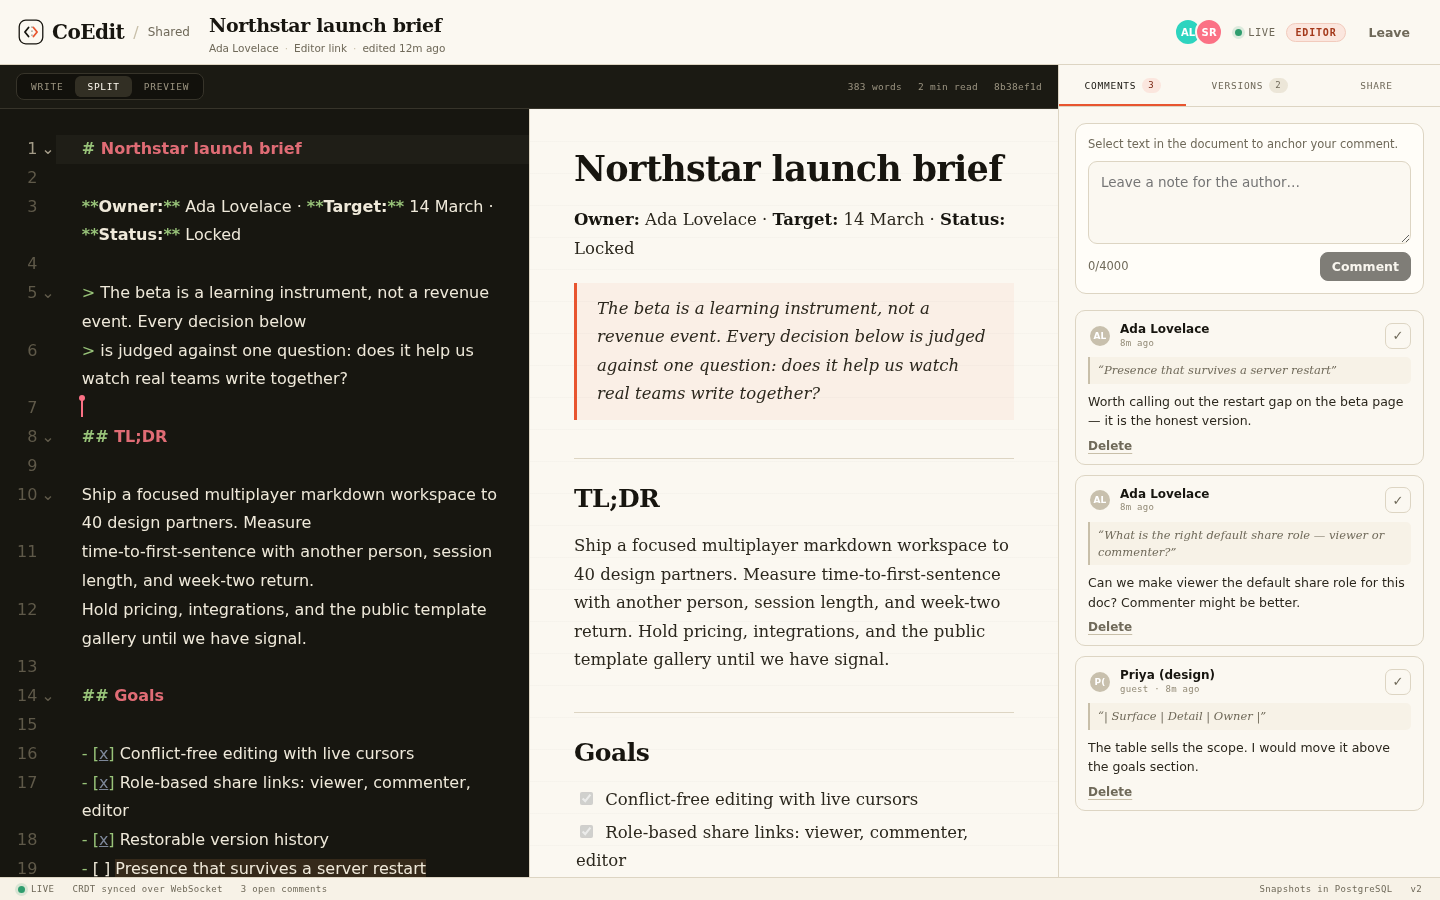 CoEdit / Shared
Northstar launch brief
Ada Lovelace · Editor link · edited 12m ago
AL SR LIVE EDITOR Leave
WRITE SPLIT PREVIEW
383 words 2 min read 8b38ef1d
1 # Northstar launch brief
2
3 **Owner:** Ada Lovelace · **Target:** 14 March ·
**Status:** Locked
4
5 > The beta is a learning instrument, not a revenue
event. Every decision below
6 > is judged against one question: does it help us
watch real teams write together?
7
8 ## TL;DR
9
10 Ship a focused multiplayer markdown workspace to
40 design partners. Measure
11 time-to-first-sentence with another person, session
length, and week-two return.
12 Hold pricing, integrations, and the public template
gallery until we have signal.
13
14 ## Goals
15
16 - [x] Conflict-free editing with live cursors
17 - [x] Role-based share links: viewer, commenter,
editor
18 - [x] Restorable version history
19 - [ ] Presence that survives a server restart
Northstar launch brief
Owner: Ada Lovelace · Target: 14 March · Status:
Locked
The beta is a learning instrument, not a
revenue event. Every decision below is judged
against one question: does it help us watch
real teams write together?
TL;DR
Ship a focused multiplayer markdown workspace to
40 design partners. Measure time-to-first-sentence
with another person, session length, and week-two
return. Hold pricing, integrations, and the public
template gallery until we have signal.
Goals
Conflict-free editing with live cursors
Role-based share links: viewer, commenter,
editor
COMMENTS 3 VERSIONS 2 SHARE
Select text in the document to anchor your comment.
Leave a note for the author…
0/4000 Comment
AL Ada Lovelace ✓
8m ago
“Presence that survives a server restart”
Worth calling out the restart gap on the beta page
— it is the honest version.
Delete
AL Ada Lovelace ✓
8m ago
“What is the right default share role — viewer or
commenter?”
Can we make viewer the default share role for this
doc? Commenter might be better.
Delete
P( Priya (design) ✓
guest · 8m ago
“| Surface | Detail | Owner |”
The table sells the scope. I would move it above
the goals section.
Delete
LIVE CRDT synced over WebSocket 3 open comments
Snapshots in PostgreSQL v2